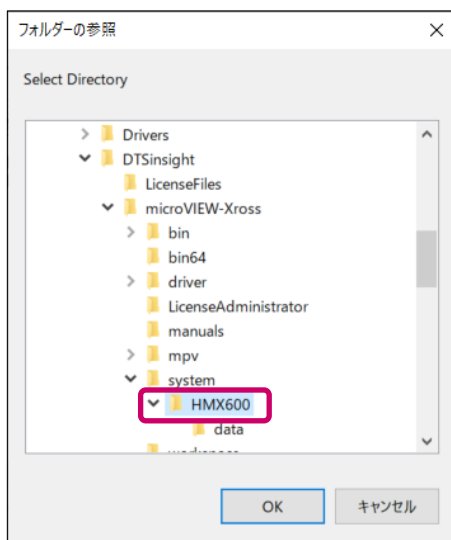 フォルダーの参照
Select Directory
Drivers
DTSinsight
LicenseFiles
microVIEW-Xross
bin
bin64
driver
LicenseAdministrator
manuals
mpv
system
HMX600
data
OK キャンセル